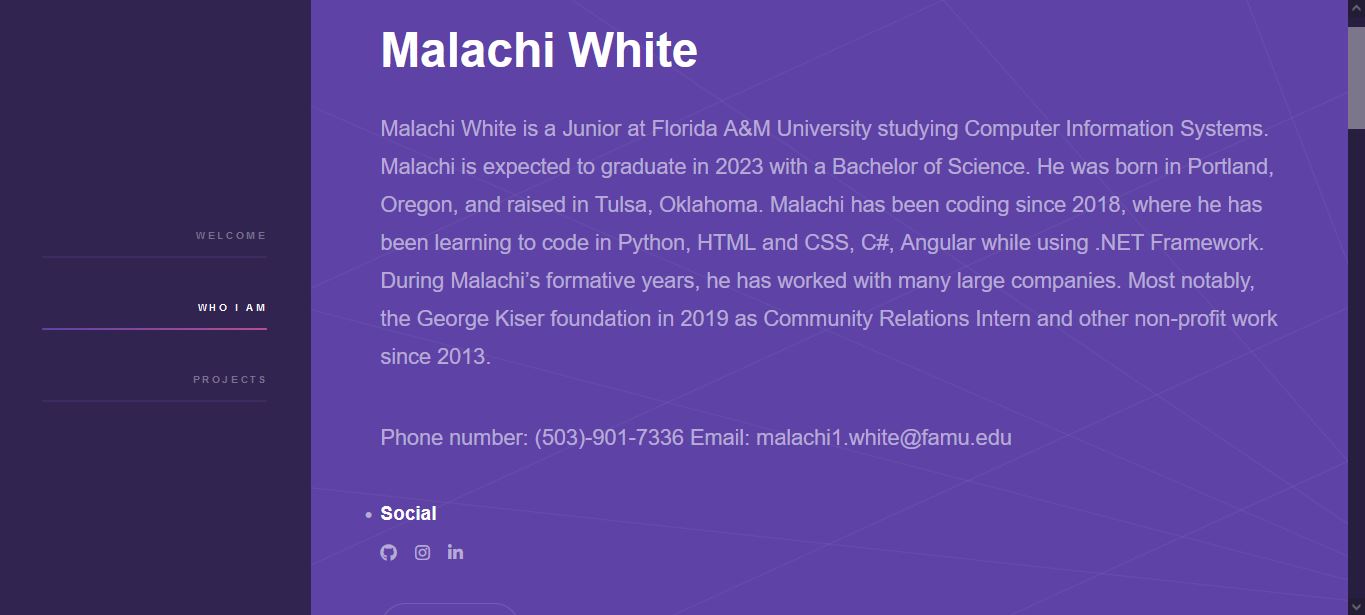 WELCOME
WHO I AM
PROJECTS
Malachi White
Malachi White is a Junior at Florida A&M University studying Computer Information Systems.
Malachi is expected to graduate in 2023 with a Bachelor of Science. He was born in Portland,
Oregon, and raised in Tulsa, Oklahoma. Malachi has been coding since 2018, where he has
been learning to code in Python, HTML and CSS, C#, Angular while using .NET Framework.
During Malachi’s formative years, he has worked with many large companies. Most notably,
the George Kiser foundation in 2019 as Community Relations Intern and other non-profit work
since 2013.
Phone number: (503)-901-7336 Email: malachi1.white@famu.edu
Social